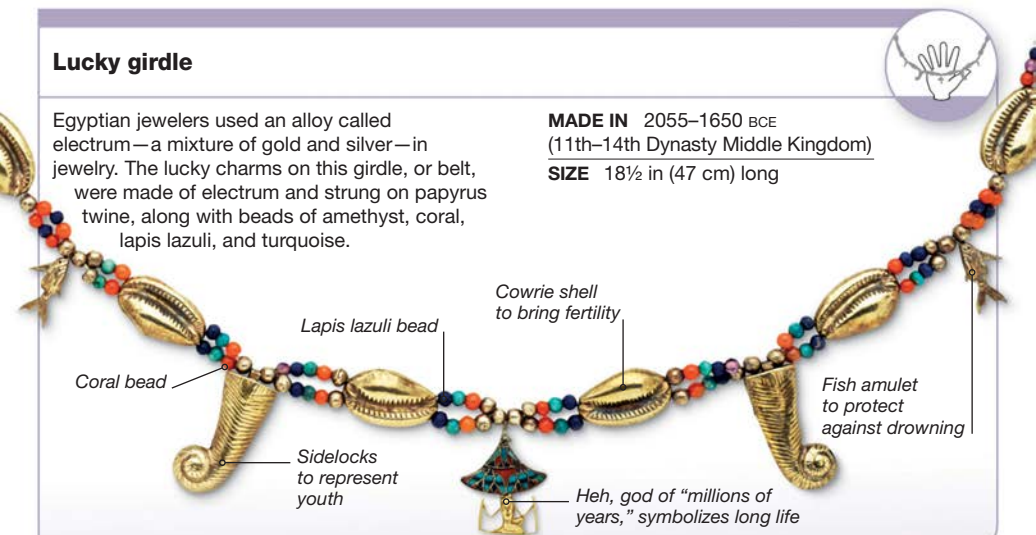 Lucky girdle
Egyptian jewelers used an alloy called
electrum—a mixture of gold and silver—in
jewelry. The lucky charms on this girdle, or belt,
were made of electrum and strung on papyrus
twine, along with beads of amethyst, coral,
lapis lazuli, and turquoise.
MADE IN 2055–1650 BCE
(11th–14th Dynasty Middle Kingdom)
SIZE 18½ in (47 cm) long
Cowrie shell
to bring fertility
Lapis lazuli bead
Coral bead
Fish amulet
to protect
against drowning
Sidelocks
to represent
youth
Heh, god of “millions of
years,” symbolizes long life